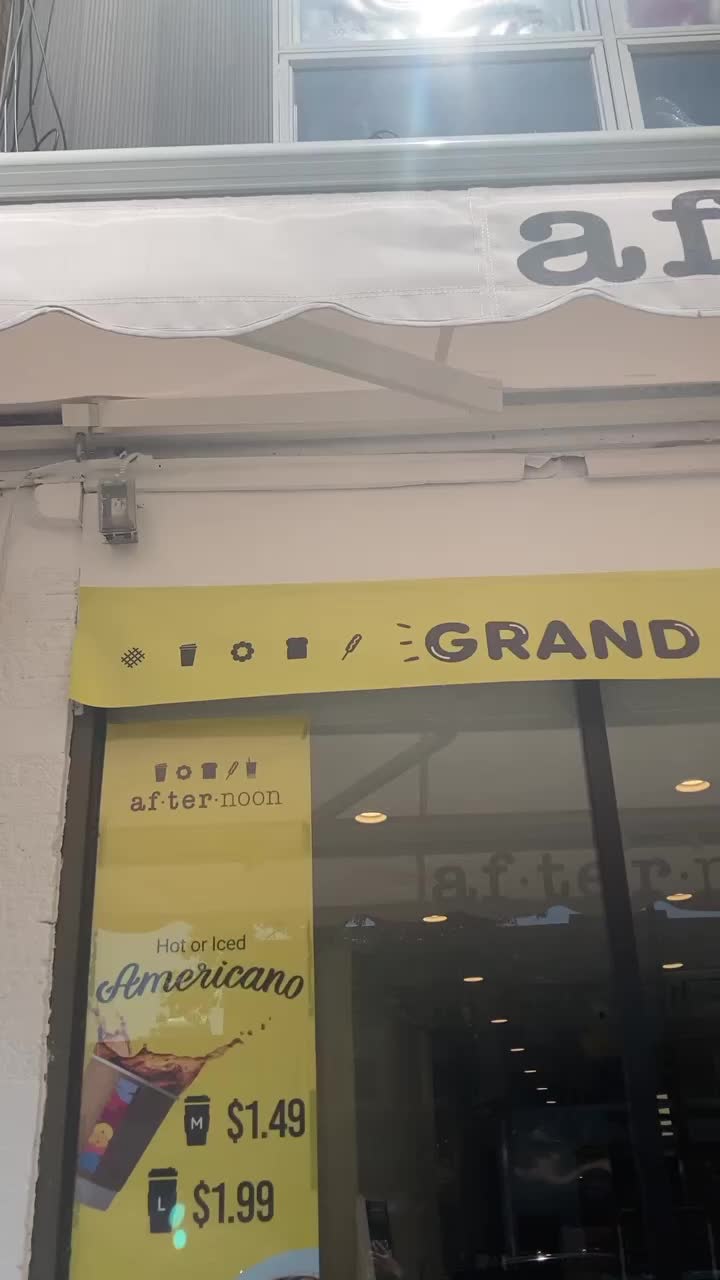 af
GRAND
af·ter·noon
af·ter·n
Hot or Iced
Americano
M $1.49
L $1.99